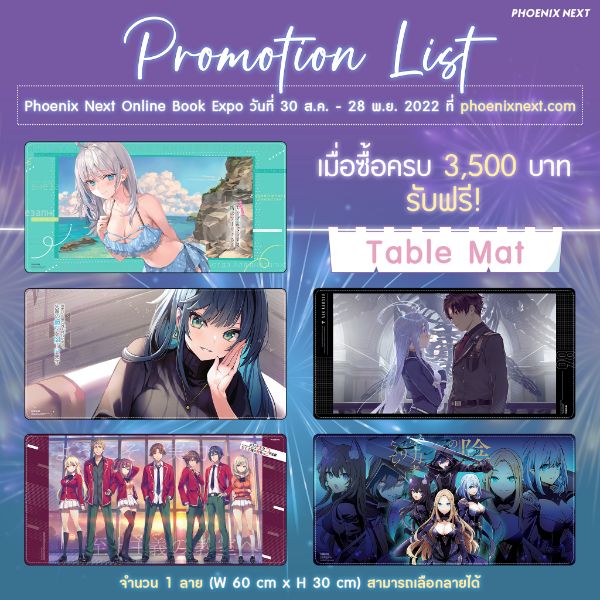 PHOENIX NEXT
Promotion List
Phoenix Next Online Book Expo วันที่ 30 ส.ค. - 28 พ.ย. 2022 ที่ phoenixnext.com
เมื่อซื้อครบ 3,500 บาท
รับฟรี!
Table Mat
จำนวน 1 ลาย (W 60 cm x H 30 cm) สามารถเลือกลายได้